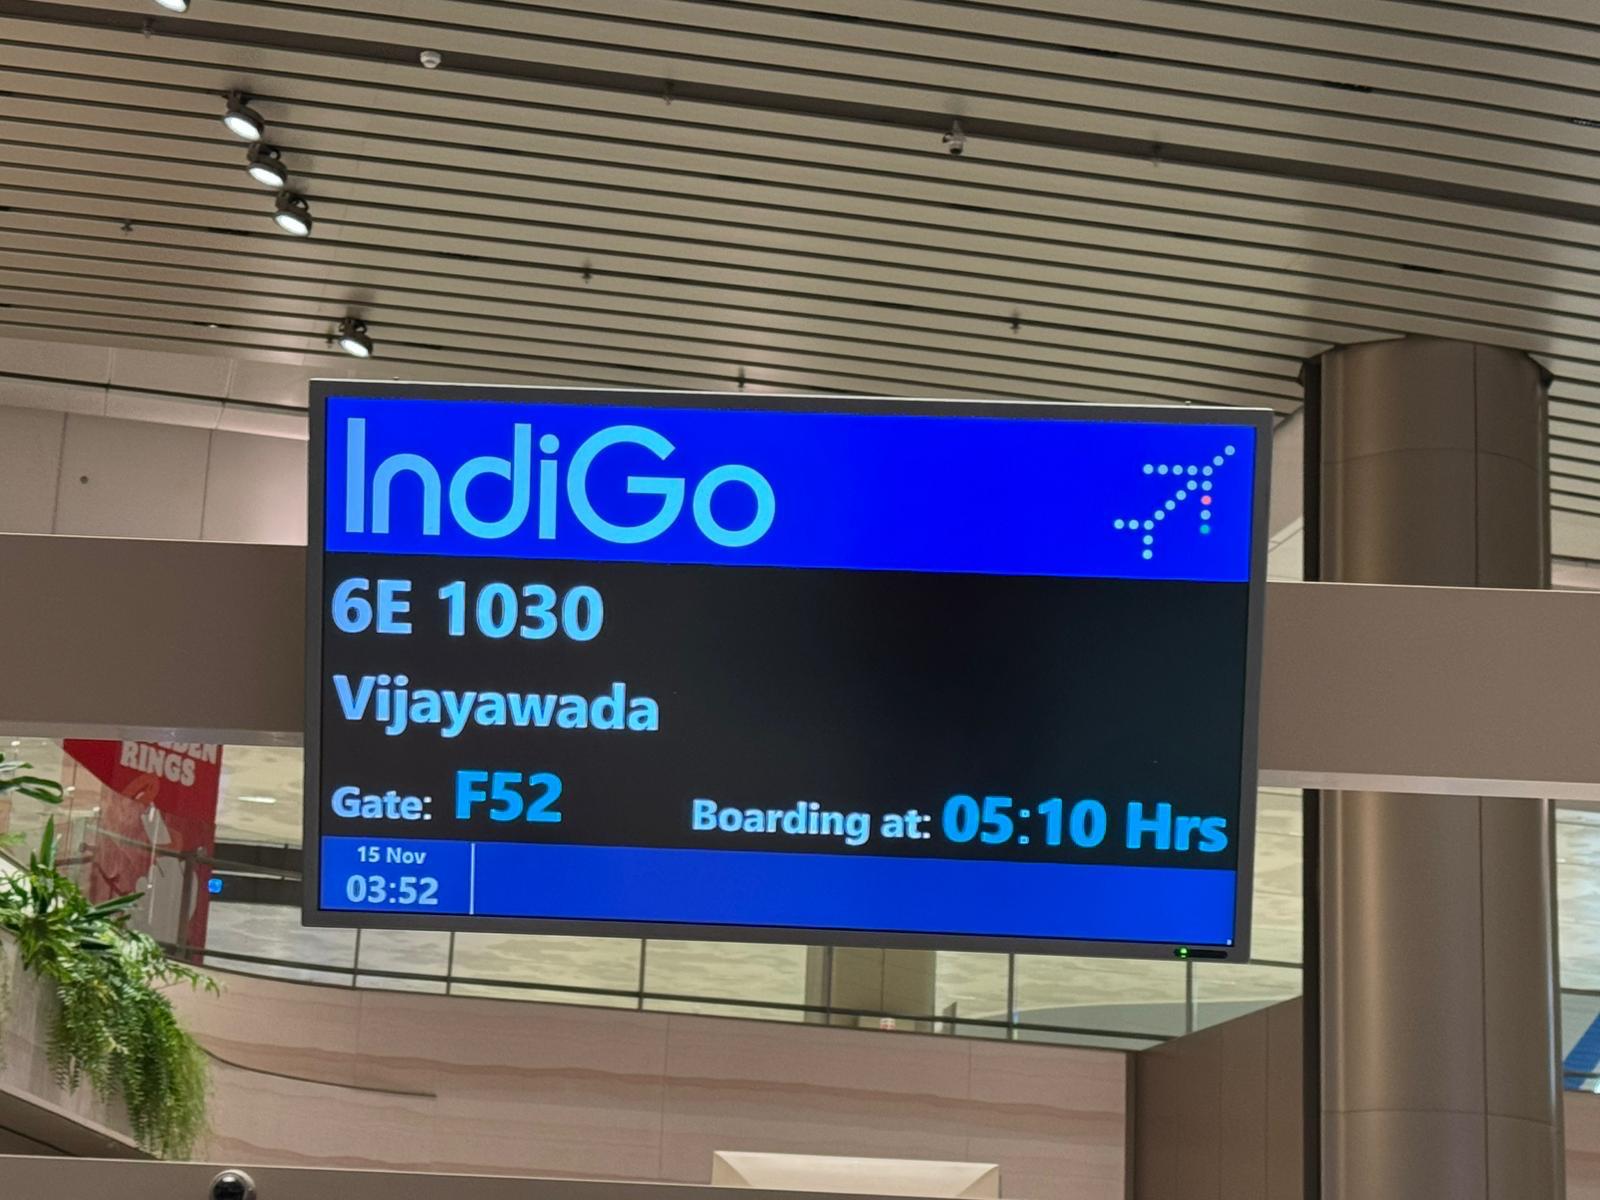 IndiGo
6E 1030
Vijayawada
Gate: F52 Boarding at: 05:10 Hrs
15 Nov
03:52
RINGS